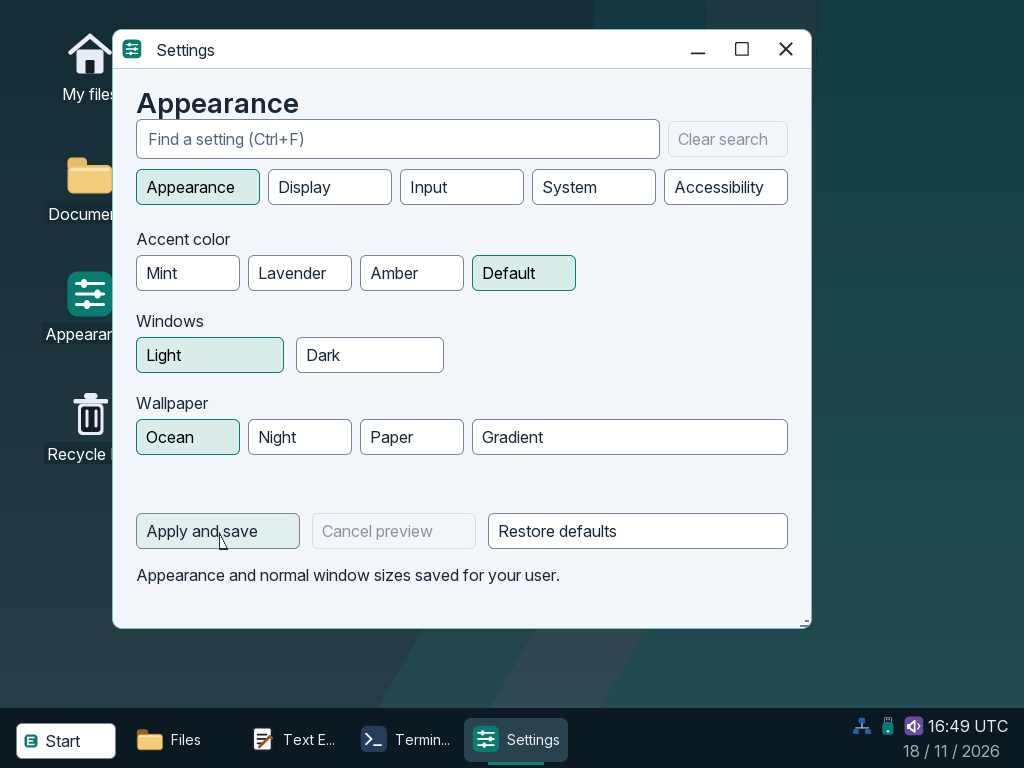 My files
Settings
Appearance
Find a setting (Ctrl+F)
Clear search
Appearance
Display
Input
System
Accessibility
Accent color
Mint
Lavender
Amber
Default
Windows
Light
Dark
Wallpaper
Ocean
Night
Paper
Gradient
Recycle
Apply and save
Cancel preview
Restore defaults
Appearance and normal window sizes saved for your user.
Start
Files
Text E...
Termin...
Settings
16:49 UTC
18 / 11 / 2026